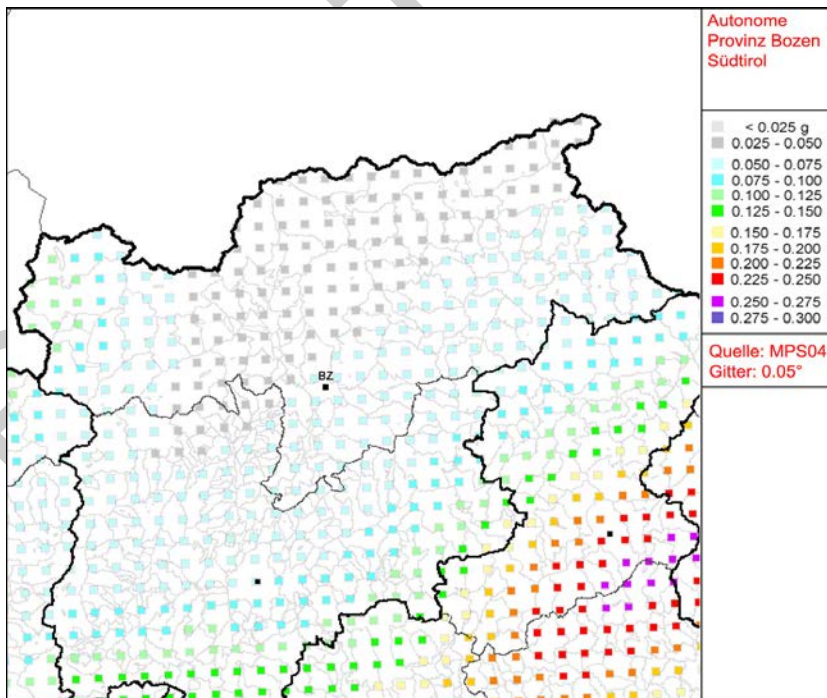 Autonome
Provinz Bozen
Südtirol
< 0.025 g
0.025 - 0.050
0.050 - 0.075
0.075 - 0.100
0.100 - 0.125
0.125 - 0.150
0.150 - 0.175
0.175 - 0.200
0.200 - 0.225
0.225 - 0.250
0.250 - 0.275
0.275 - 0.300
Quelle: MPS04
Gitter: 0.05°
BZ